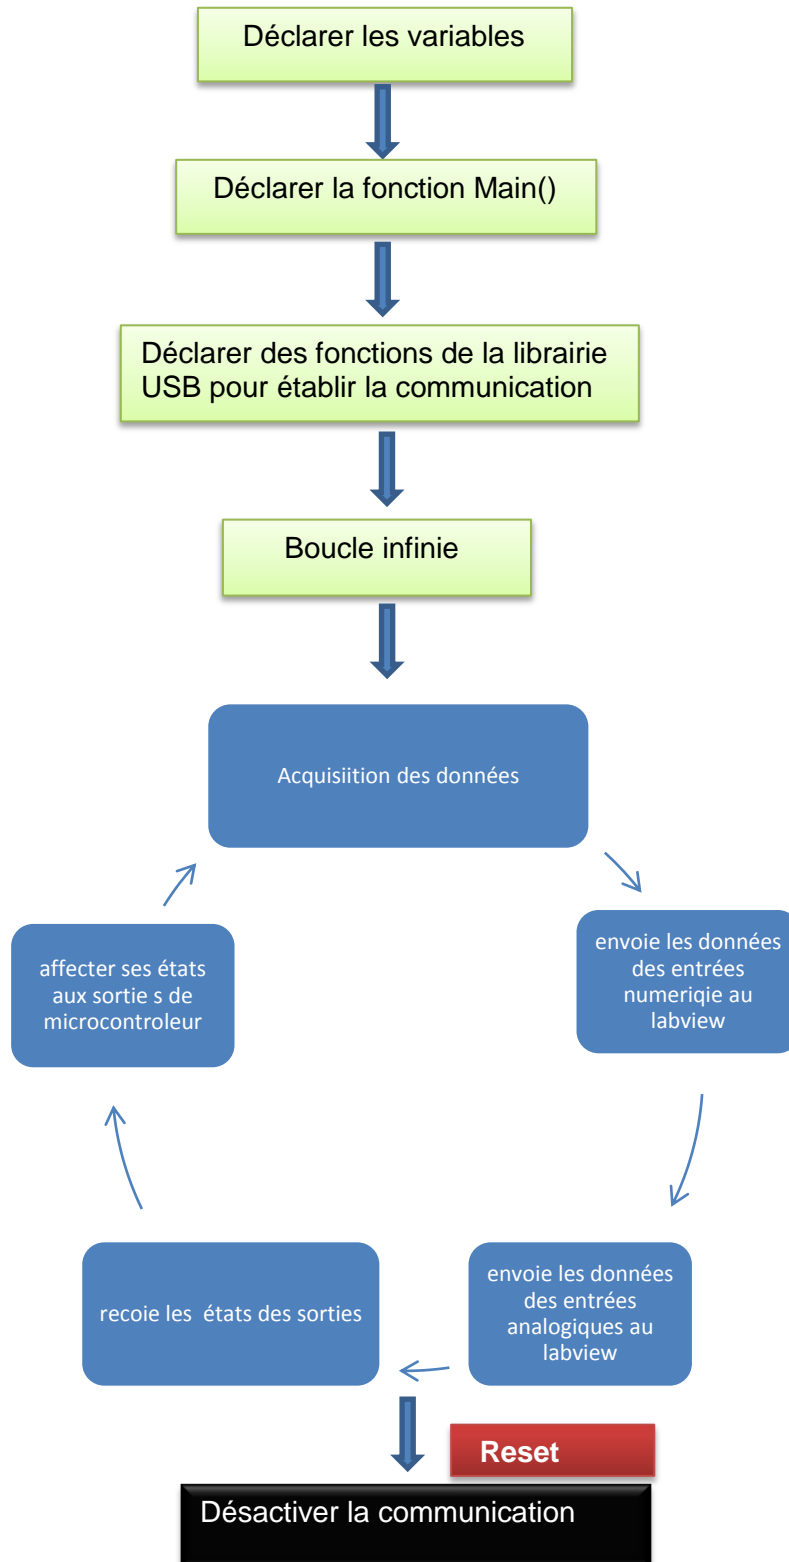 Déclarer les variables
Déclarer la fonction Main()
Déclarer des fonctions de la librairie
USB pour établir la communication
Boucle infinie
Acquisiition des données
envoie les données
des entrées
numeriqie au
labview
envoie les données
des entrées
analogiques au
labview
recoie les  états des sorties
affecter ses états
aux sortie s de
microcontroleur
Reset
Désactiver la communication